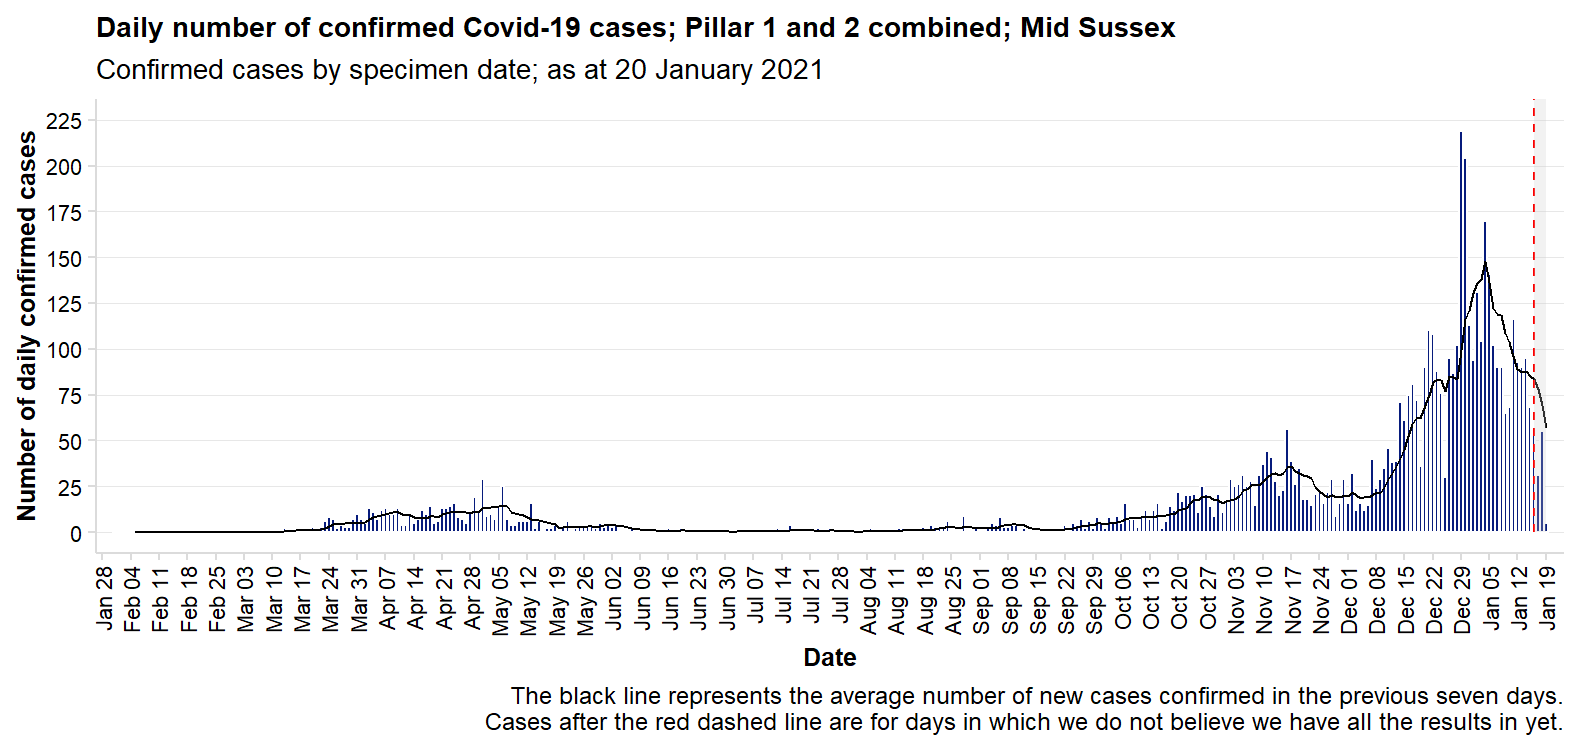 Daily number of confirmed Covid-19 cases; Pillar 1 and 2 combined; Mid Sussex
Confirmed cases by specimen date; as at 20 January 2021
Number of daily confirmed cases
225
200
175
150
125
100
75
50
25
0
Jan 28
Feb 04
Feb 11
Feb 18
Feb 25
Mar 03
Mar 10
Mar 17
Mar 24
Mar 31
Apr 07
Apr 14
Apr 21
Apr 28
May 05
May 12
May 19
May 26
Jun 02
Jun 09
Jun 16
Jun 23
Jun 30
Jul 07
Jul 14
Jul 21
Jul 28
Aug 04
Aug 11
Aug 18
Aug 25
Sep 01
Sep 08
Sep 15
Sep 22
Sep 29
Oct 06
Oct 13
Oct 20
Oct 27
Nov 03
Nov 10
Nov 17
Nov 24
Dec 01
Dec 08
Dec 15
Dec 22
Dec 29
Jan 05
Jan 12
Jan 19
Date
The black line represents the average number of new cases confirmed in the previous seven days.
Cases after the red dashed line are for days in which we do not believe we have all the results in yet.